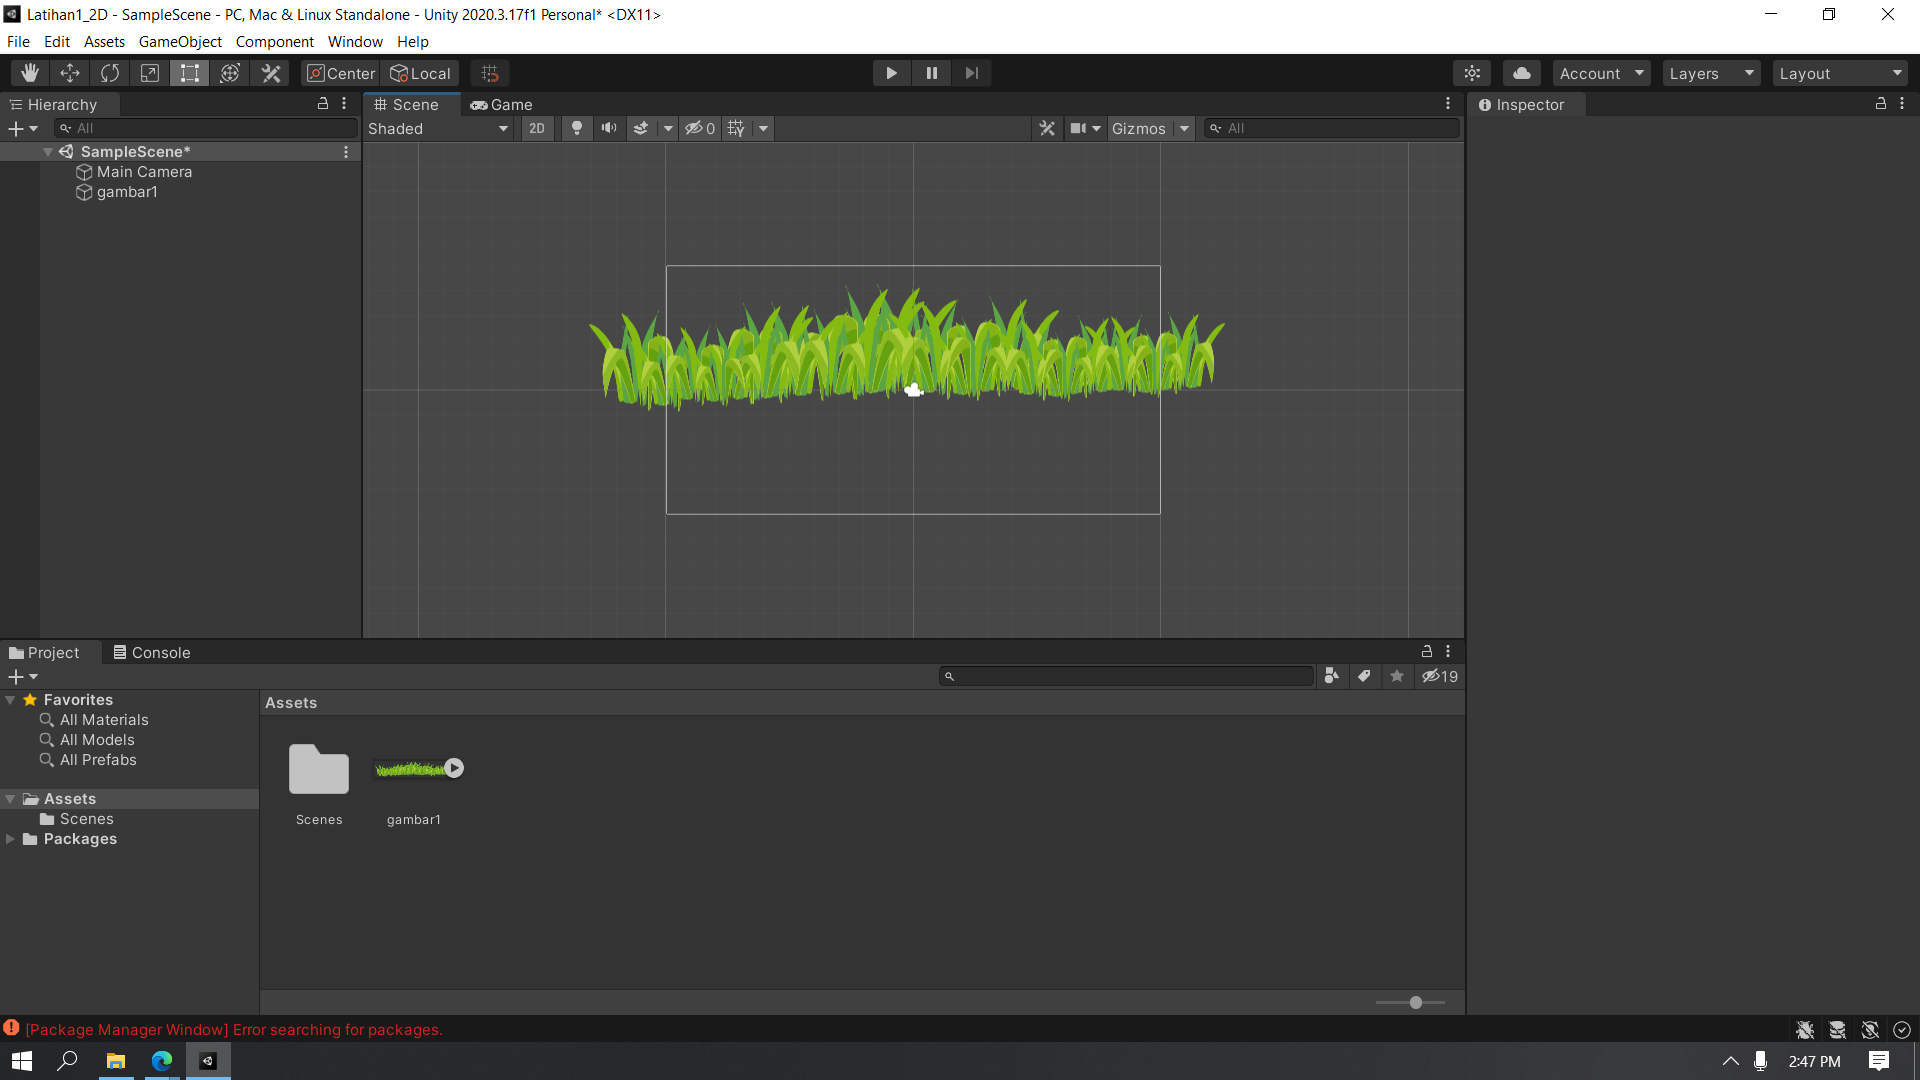 Latihan1_2D - SampleScene - PC, Mac & Linux Standalone - Unity 2020.3.17f1 Personal* <DX11>
File Edit Assets GameObject Component Window Help
Center Local Account Layers Layout
Hierarchy Scene Game Inspector
All Shaded 2D 0 Gizmos All
SampleScene*
Main Camera
gambar1
Project Console
19
Favorites Assets
All Materials
All Models
All Prefabs
Assets
Scenes
Packages
Scenes gambar1
[Package Manager Window] Error searching for packages.
2:47 PM